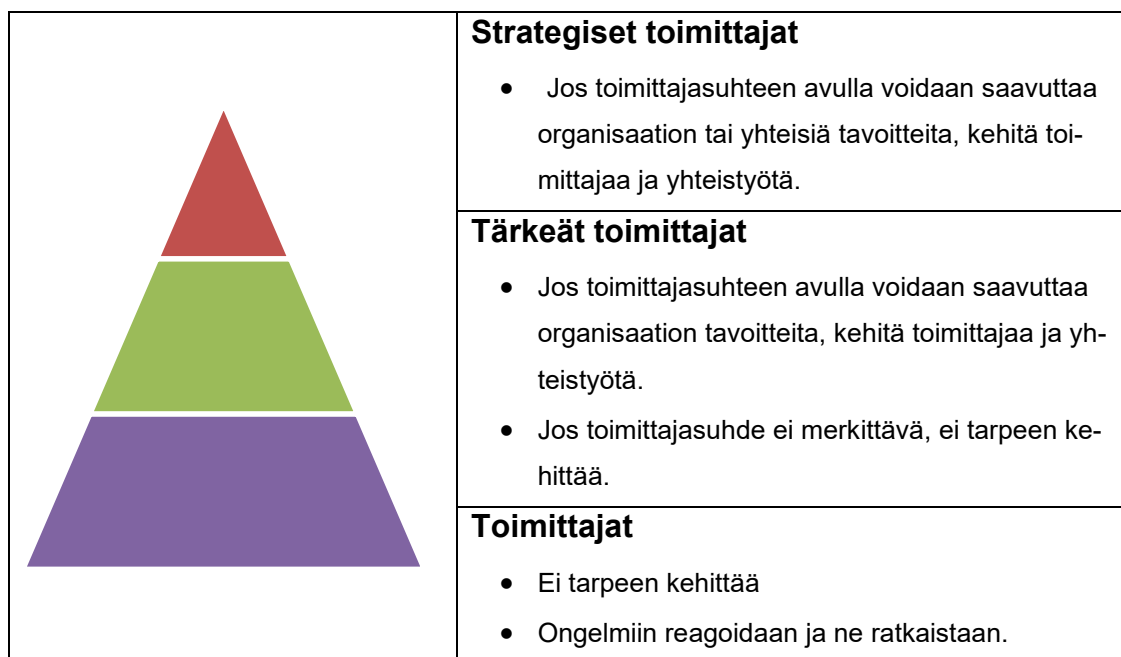 Strategiset toimittajat
• Jos toimittajasuhteen avulla voidaan saavuttaa
organisaation tai yhteisiä tavoitteita, kehitä toi-
mittajaa ja yhteistyötä.
Tärkeät toimittajat
• Jos toimittajasuhteen avulla voidaan saavuttaa
organisaation tavoitteita, kehitä toimittajaa ja yh-
teistyötä.
• Jos toimittajasuhde ei merkittävä, ei tarpeen ke-
hittää.
Toimittajat
• Ei tarpeen kehittää
• Ongelmiin reagoidaan ja ne ratkaistaan.